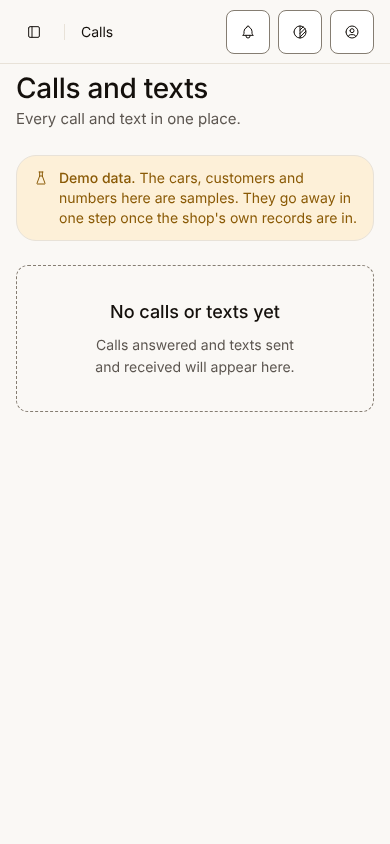 Calls
Calls and texts
Every call and text in one place.
Demo data. The cars, customers and
numbers here are samples. They go away in
one step once the shop's own records are in.
No calls or texts yet
Calls answered and texts sent
and received will appear here.